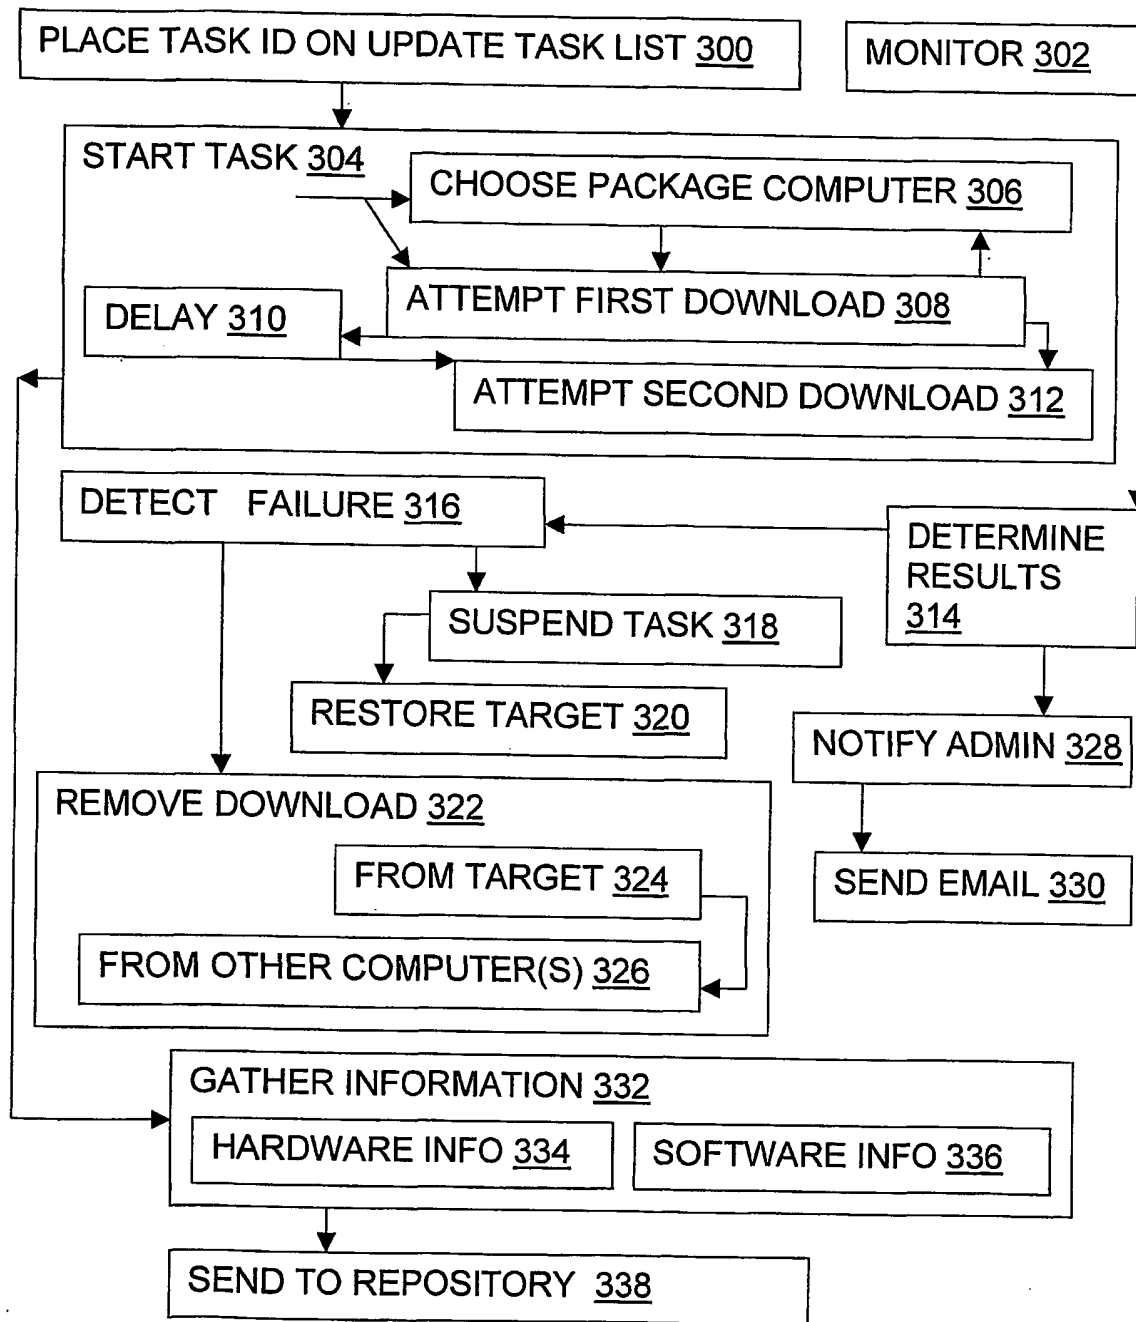 PLACE TASK ID ON UPDATE TASK LIST 300
MONITOR 302
START TASK 304
CHOOSE PACKAGE COMPUTER 306
ATTEMPT FIRST DOWNLOAD 308
DELAY 310
ATTEMPT SECOND DOWNLOAD 312
DETECT FAILURE 316
DETERMINE
RESULTS
314
SUSPEND TASK 318
RESTORE TARGET 320
NOTIFY ADMIN 328
REMOVE DOWNLOAD 322
FROM TARGET 324
SEND EMAIL 330
FROM OTHER COMPUTER(S) 326
GATHER INFORMATION 332
HARDWARE INFO 334
SOFTWARE INFO 336
SEND TO REPOSITORY 338